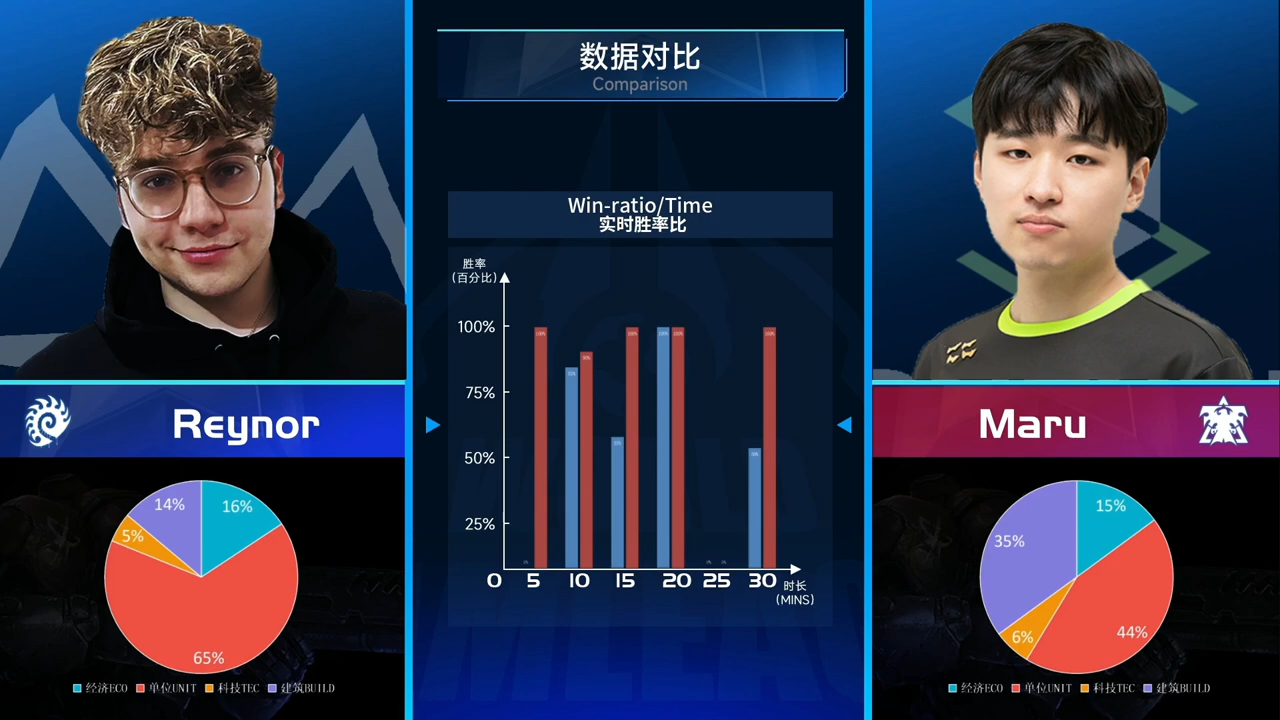 数据对比
Comparison
Win-ratio/Time
实时胜率比
胜率
(百分比)
100%
75%
50%
25%
0 5 10 15 20 25 30
时长
(MINS)
Reynor
16%
65%
5%
14%
经济ECO 单位UNIT 科技TEC 建筑BUILD
Maru
15%
44%
6%
35%
经济ECO 单位UNIT 科技TEC 建筑BUILD